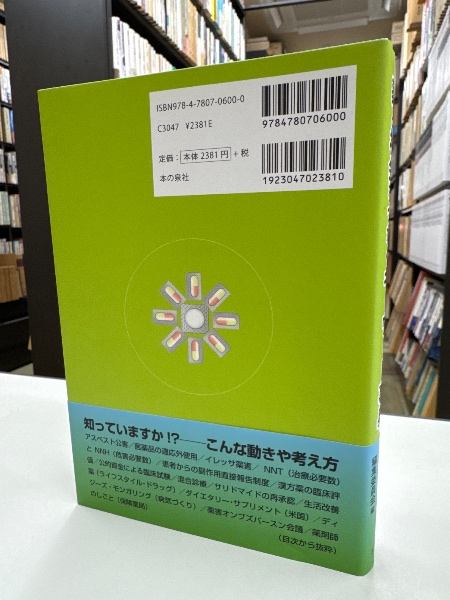 ISBN978-4-7807-0600-0
C3047 ¥2381E
定価：本体 2381 円 + 税
本の泉社
9784780706000
1923047023810
知っていますか!?——こんな動きや考え方
アスベスト公害／医薬品の適応外使用／イレッサ薬害／ NNT（治療必要数）
と NNH（危害必要数）／患者からの副作用直接報告制度／漢方薬の臨床評
価／公的資金による臨床試験／混合診療／サリドマイドの再承認／生活改善
薬（ライフスタイル・ドラッグ）／ダイエタリー・サプリメント（米国）／ディ
ジーズ・モンガリング（病気づくり）／薬害オンブズパースン会議／薬剤師
のしごと（保険薬局）
（目次から抜粋）